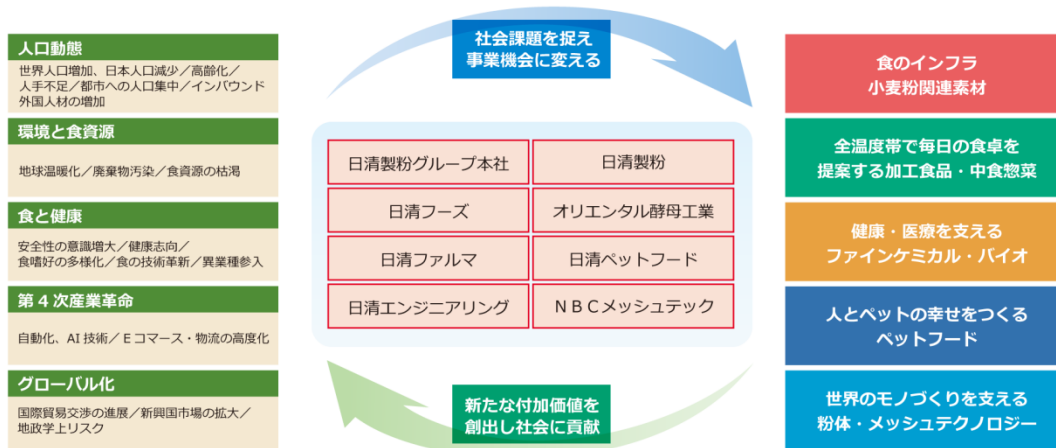 人口動態
世界人口増加、日本人口減少／高齢化／
人手不足／都市への人口集中／インバウンド
外国人材の増加
環境と食資源
地球温暖化／廃棄物汚染／食資源の枯渇
食と健康
安全性の意識増大／健康志向／
食嗜好の多様化／食の技術革新／異業種参入
第4次産業革命
自動化、AI技術／Eコマース・物流の高度化
グローバル化
国際貿易交渉の進展／新興国市場の拡大／
地政学上リスク
社会課題を捉え
事業機会に変える
日清製粉グループ本社
日清製粉
日清フーズ
オリエンタル酵母工業
日清ファルマ
日清ペットフード
日清エンジニアリング
NBCメッシュテック
新たな付加価値を
創出し社会に貢献
食のインフラ
小麦粉関連素材
全温度帯で毎日の食卓を
提案する加工食品・中食惣菜
健康・医療を支える
ファインケミカル・バイオ
人とペットの幸せをつくる
ペットフード
世界のモノづくりを支える
粉体・メッシュテクノロジー